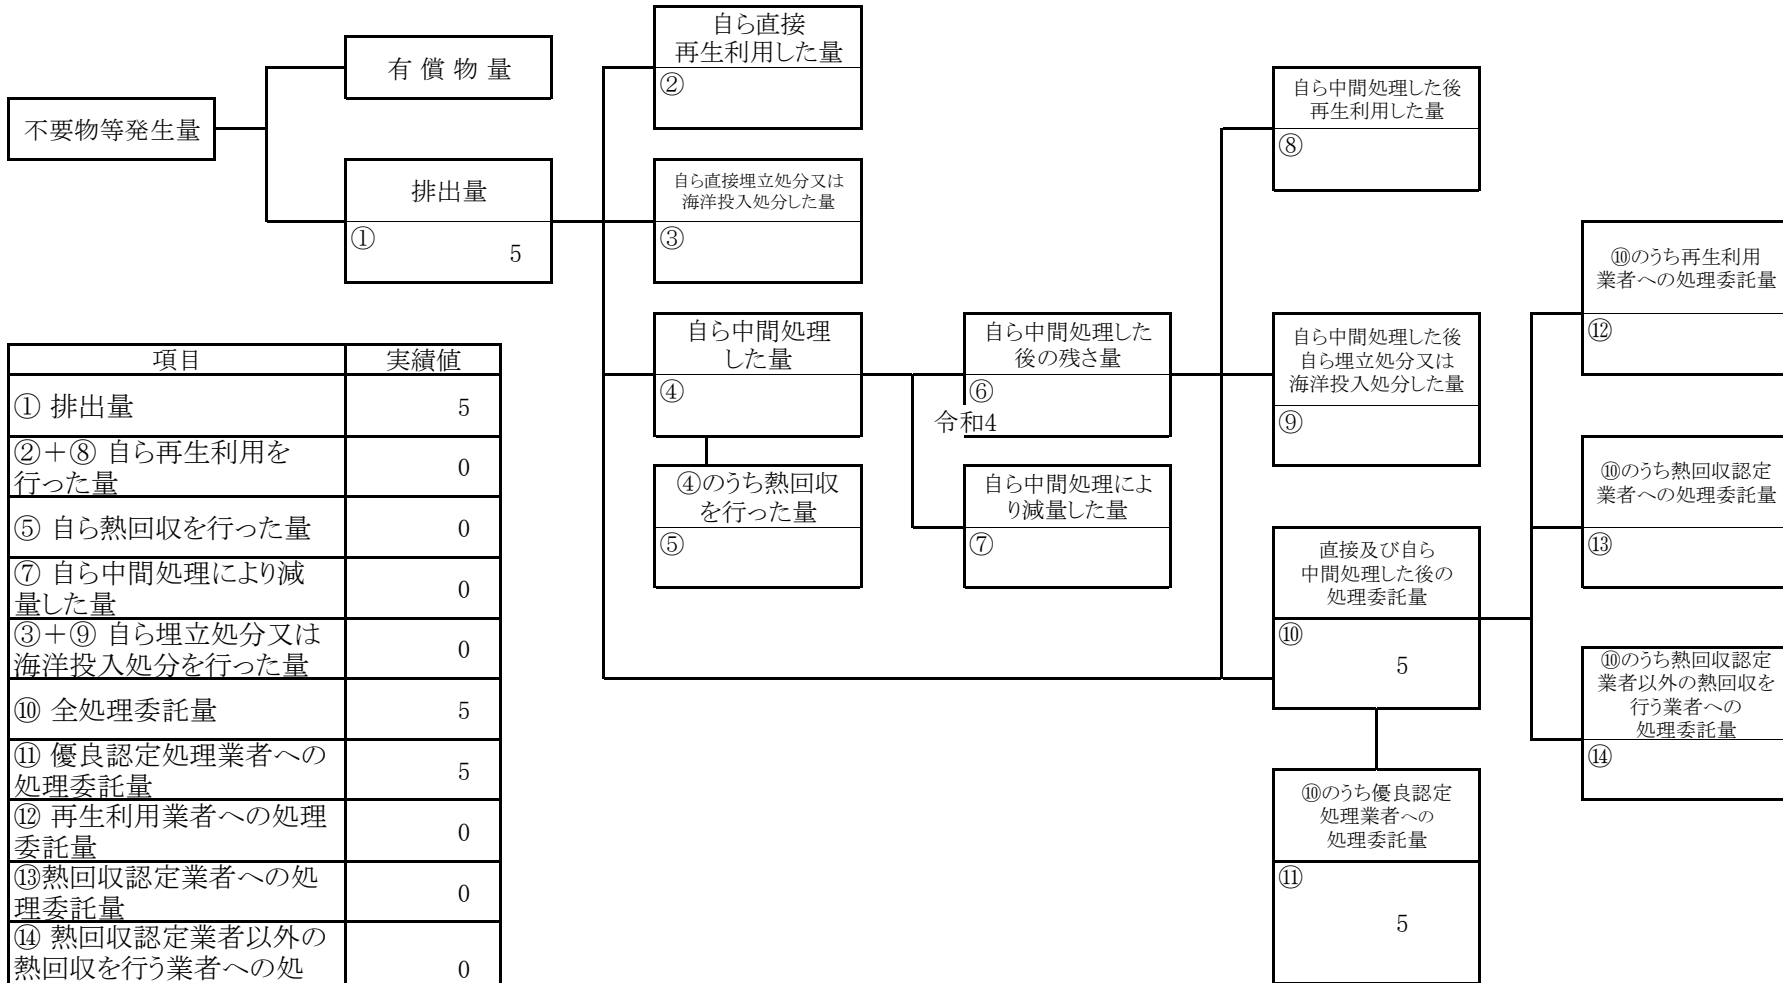 不要物等発生量
有 償 物 量
排出量
①
5
自ら直接
再生利用した量
②
自ら直接埋立処分又は
海洋投入処分した量
③
自ら中間処理
した量
④
④のうち熱回収
を行った量
⑤
自ら中間処理した
後の残さ量
⑥
令和4
自ら中間処理によ
り減量した量
⑦
自ら中間処理した後
再生利用した量
⑧
自ら中間処理した後
自ら埋立処分又は
海洋投入処分した量
⑨
直接及び自ら
中間処理した後の
処理委託量
⑩
5
⑩のうち優良認定
処理業者への
処理委託量
⑪
5
⑩のうち再生利用
業者への処理委託量
⑫
⑩のうち熱回収認定
業者への処理委託量
⑬
⑩のうち熱回収認定
業者以外の熱回収を
行う業者への
処理委託量
⑭
項目 実績値
① 排出量 5
②+⑧ 自ら再生利用を
行った量 0
⑤ 自ら熱回収を行った量 0
⑦ 自ら中間処理により減
量した量 0
③+⑨ 自ら埋立処分又は
海洋投入処分を行った量 0
⑩ 全処理委託量 5
⑪ 優良認定処理業者への
処理委託量 5
⑫ 再生利用業者への処理
委託量 0
⑬熱回収認定業者への処
理委託量 0
⑭ 熱回収認定業者以外の
熱回収を行う業者への処 0